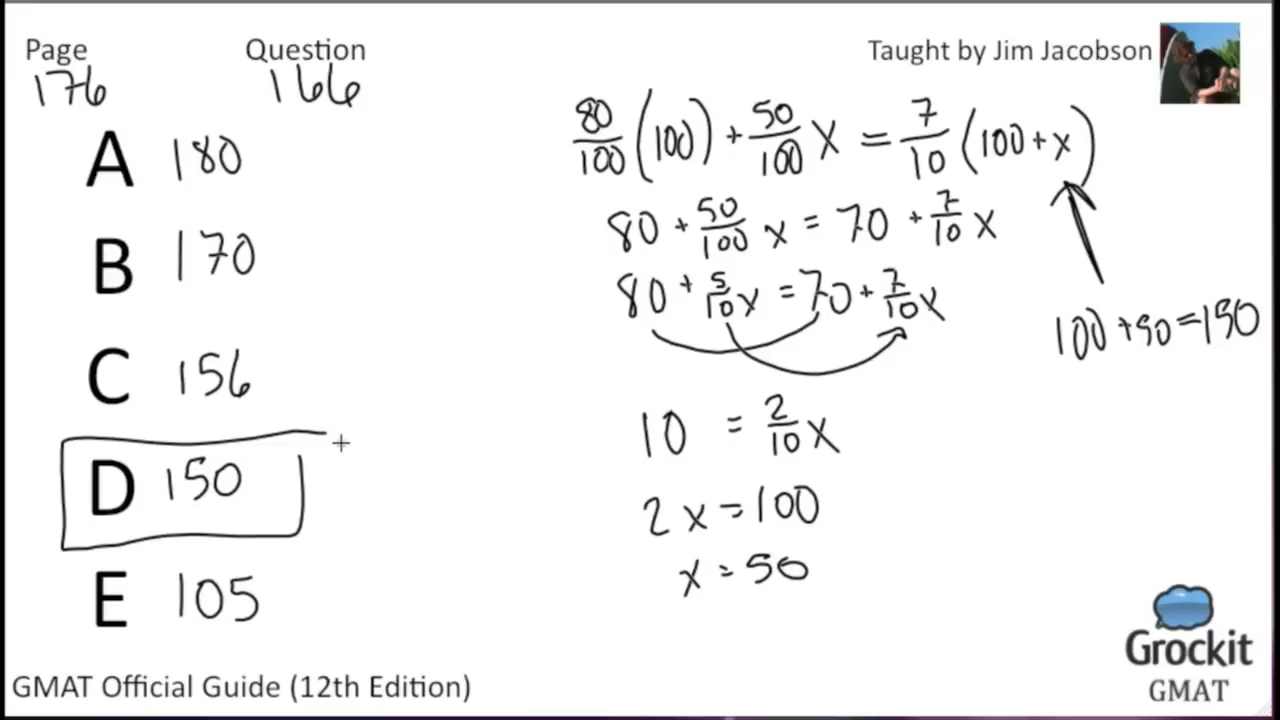 Page Question Taught by Jim Jacobson
176 166
A 180
B 170
C 156
D 150
E 105
80/100 (100) + 50/100 x = 7/10 (100 + x)
80 + 50/100 x = 70 + 7/10 x
80 + 5/10 x = 70 + 7/10 x
100 + 50 = 150
10 = 2/10 x
2x = 100
x = 50
Grockit
GMAT
GMAT Official Guide (12th Edition)